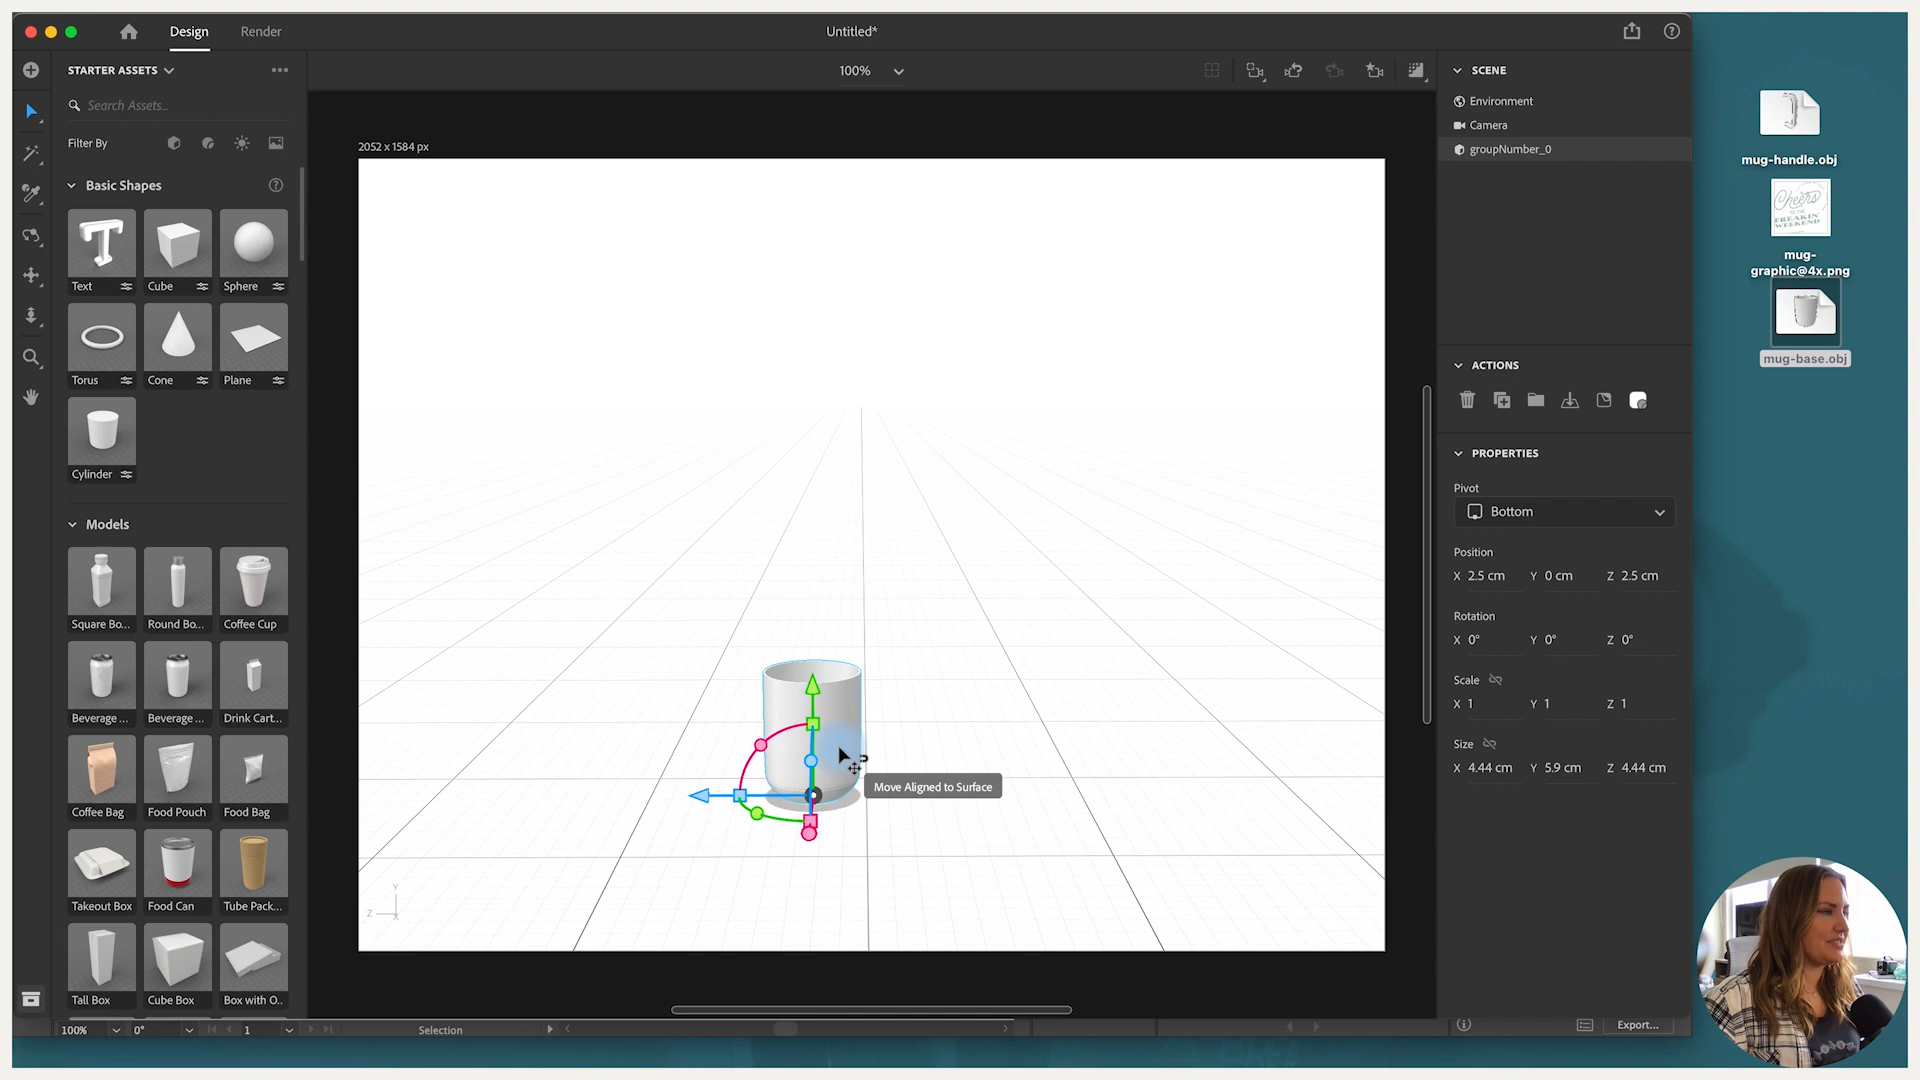 Design
Render
Untitled*
STARTER ASSETS
100%
Search Assets...
Filter By
Basic Shapes
Text
Cube
Sphere
Torus
Cone
Plane
Cylinder
Models
Square Bo...
Round Bo...
Coffee Cup
Beverage ...
Beverage ...
Drink Cart...
Coffee Bag
Food Pouch
Food Bag
Takeout Box
Food Can
Tube Pack...
Tall Box
Cube Box
Box with O..
2052 x 1584 px
Move Aligned to Surface
Y
Z
X
100%
0°
1
Selection
SCENE
Environment
Camera
groupNumber_0
ACTIONS
PROPERTIES
Pivot
Bottom
Position
X 2.5 cm Y 0 cm Z 2.5 cm
Rotation
X 0° Y 0° Z 0°
Scale
X 1 Y 1 Z 1
Size
X 4.44 cm Y 5.9 cm Z 4.44 cm
Export...
mug-handle.obj
Cheers
TO THE
FREAKIN'
WEEKEND
mug-
graphic@4x.png
mug-base.obj